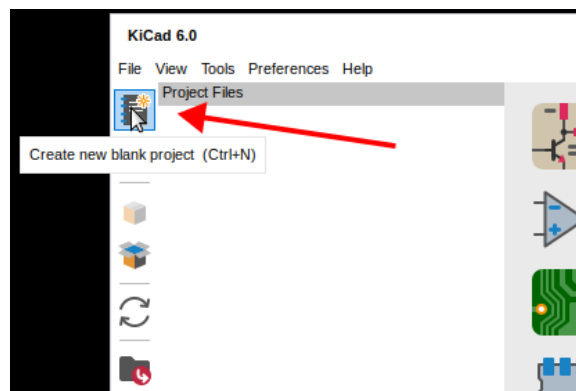 KiCad 6.0
File View Tools Preferences Help
Project Files
Create new blank project (Ctrl+N)